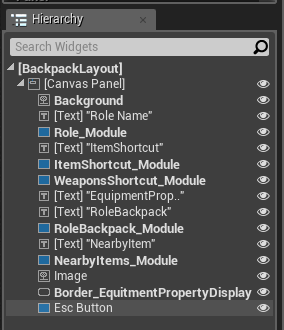 Hierarchy
Search Widgets
[BackpackLayout]
[Canvas Panel]
Background
[Text] "Role Name"
Role_Module
[Text] "ItemShortcut"
ItemShortcut_Module
WeaponsShortcut_Module
[Text] "EquipmentProp.."
[Text] "RoleBackpack"
RoleBackpack_Module
[Text] "NearbyItem"
NearbyItems_Module
Image
Border_EquitmentPropertyDisplay
Esc Button